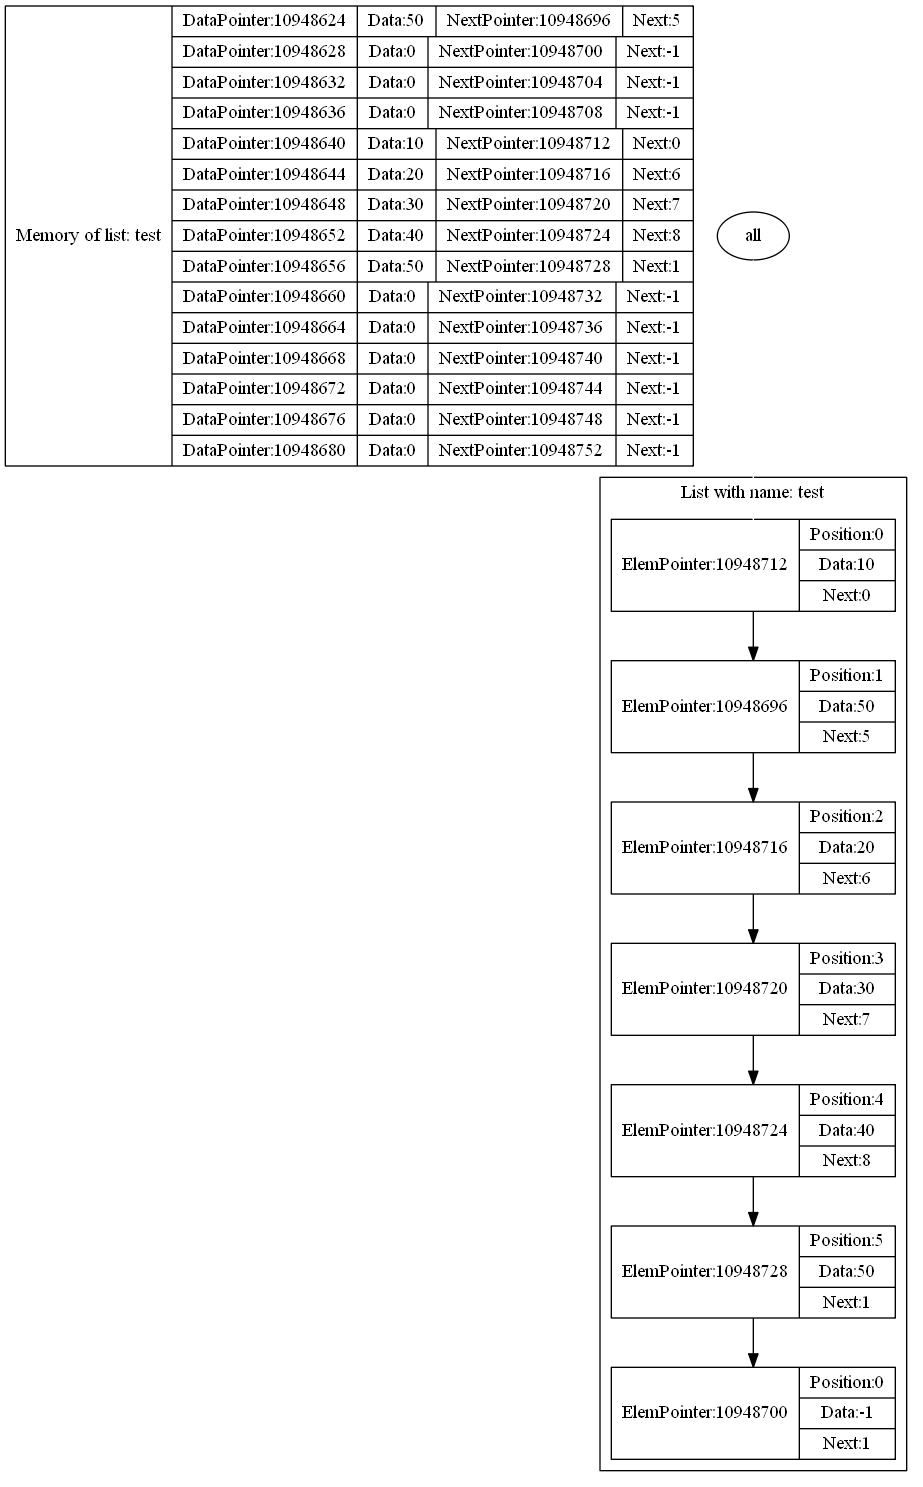 DataPointer:10948624 Data:50 NextPointer:10948696 Next:5
DataPointer:10948628 Data:0 NextPointer:10948700 Next:-1
DataPointer:10948632 Data:0 NextPointer:10948704 Next:-1
DataPointer:10948636 Data:0 NextPointer:10948708 Next:-1
DataPointer:10948640 Data:10 NextPointer:10948712 Next:0
DataPointer:10948644 Data:20 NextPointer:10948716 Next:6
DataPointer:10948648 Data:30 NextPointer:10948720 Next:7
Memory of list: test DataPointer:10948652 Data:40 NextPointer:10948724 Next:8 all
DataPointer:10948656 Data:50 NextPointer:10948728 Next:1
DataPointer:10948660 Data:0 NextPointer:10948732 Next:-1
DataPointer:10948664 Data:0 NextPointer:10948736 Next:-1
DataPointer:10948668 Data:0 NextPointer:10948740 Next:-1
DataPointer:10948672 Data:0 NextPointer:10948744 Next:-1
DataPointer:10948676 Data:0 NextPointer:10948748 Next:-1
DataPointer:10948680 Data:0 NextPointer:10948752 Next:-1
List with name: test
Position:0
ElemPointer:10948712 Data:10
Next:0
Position:1
ElemPointer:10948696 Data:50
Next:5
Position:2
ElemPointer:10948716 Data:20
Next:6
Position:3
ElemPointer:10948720 Data:30
Next:7
Position:4
ElemPointer:10948724 Data:40
Next:8
Position:5
ElemPointer:10948728 Data:50
Next:1
Position:0
ElemPointer:10948700 Data:-1
Next:1